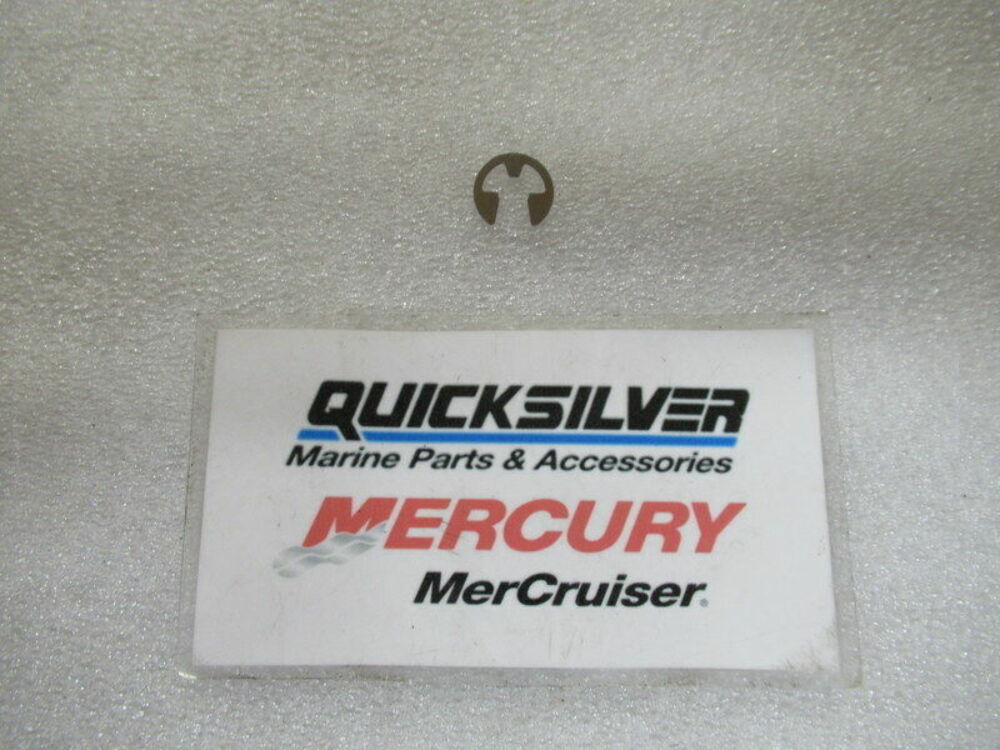 QUICKSILVER
Marine Parts & Accessories
MERCURY
MerCruiser®